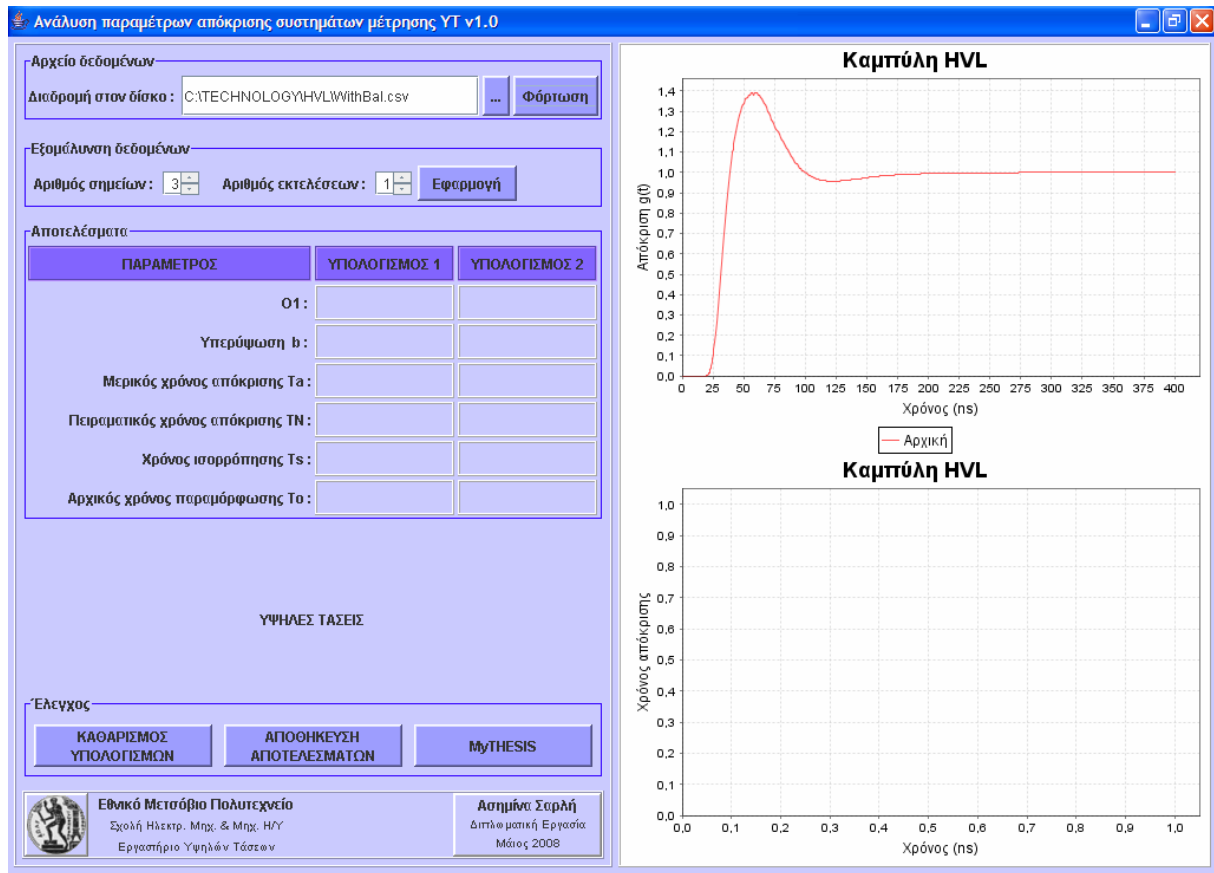 Ανάλυση παραμέτρων απόκρισης συστημάτων μέτρησης ΥΤ v1.0
Αρχείο δεδομένων
Διαδρομή στον δίσκο : C:\TECHNOLOGY\HVL\WithBal.csv ... Φόρτωση
Εξομάλυνση δεδομένων
Αριθμός σημείων : 3 Αριθμός εκτελέσεων : 1 Εφαρμογή
Αποτελέσματα
ΠΑΡΑΜΕΤΡΟΣ ΥΠΟΛΟΓΙΣΜΟΣ 1 ΥΠΟΛΟΓΙΣΜΟΣ 2
O1 :
Υπερύψωση b :
Μερικός χρόνος απόκρισης Ta :
Πειραματικός χρόνος απόκρισης TN :
Χρόνος ισορρόπησης Ts :
Αρχικός χρόνος παραμόρφωσης To :
ΥΨΗΛΕΣ ΤΑΣΕΙΣ
Έλεγχος
ΚΑΘΑΡΙΣΜΟΣ
ΥΠΟΛΟΓΙΣΜΩΝ
ΑΠΟΘΗΚΕΥΣΗ
ΑΠΟΤΕΛΕΣΜΑΤΩΝ
MyTHESIS
Εθνικό Μετσόβιο Πολυτεχνείο
Σχολή Ηλεκτρ. Μηχ. & Μηχ. Η/Υ
Εργαστήριο Υψηλών Τάσεων
Ασημίνα Σαρλή
Διπλωματική Εργασία
Μάιος 2008
Καμπύλη HVL
Απόκριση g(t)
1,4
1,3
1,2
1,1
1,0
0,9
0,8
0,7
0,6
0,5
0,4
0,3
0,2
0,1
0,0
0 25 50 75 100 125 150 175 200 225 250 275 300 325 350 375 400
Χρόνος (ns)
Αρχική
Καμπύλη HVL
Χρόνος απόκρισης
1,0
0,9
0,8
0,7
0,6
0,5
0,4
0,3
0,2
0,1
0,0
0,0 0,1 0,2 0,3 0,4 0,5 0,6 0,7 0,8 0,9 1,0
Χρόνος (ns)